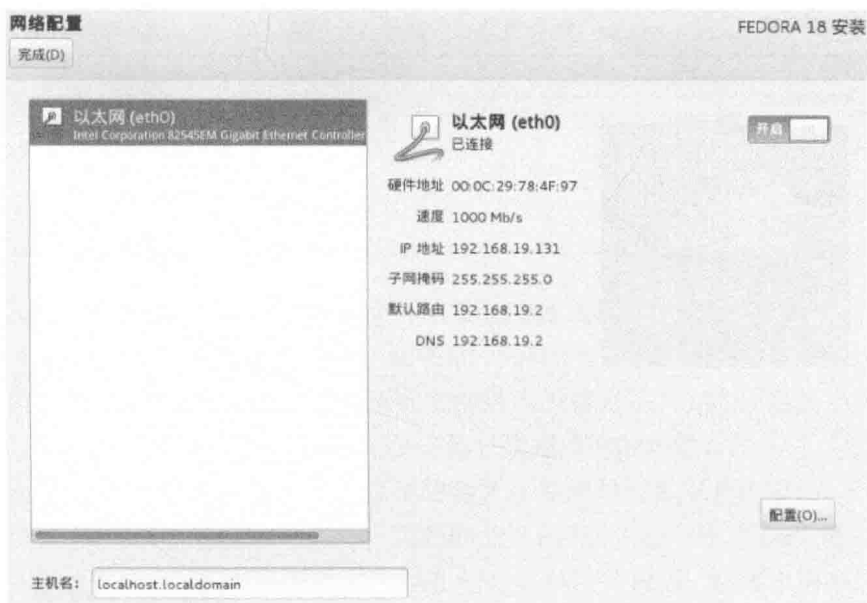 网络配置
FEDORA 18 安装
完成(D)
以太网 (eth0)
Intel Corporation 82545EM Gigabit Ethernet Controller
以太网 (eth0)
已连接
开启
硬件地址 00:0C:29:78:4F:97
速度 1000 Mb/s
IP 地址 192.168.19.131
子网掩码 255.255.255.0
默认路由 192.168.19.2
DNS 192.168.19.2
配置(O)...
主机名: localhost.localdomain